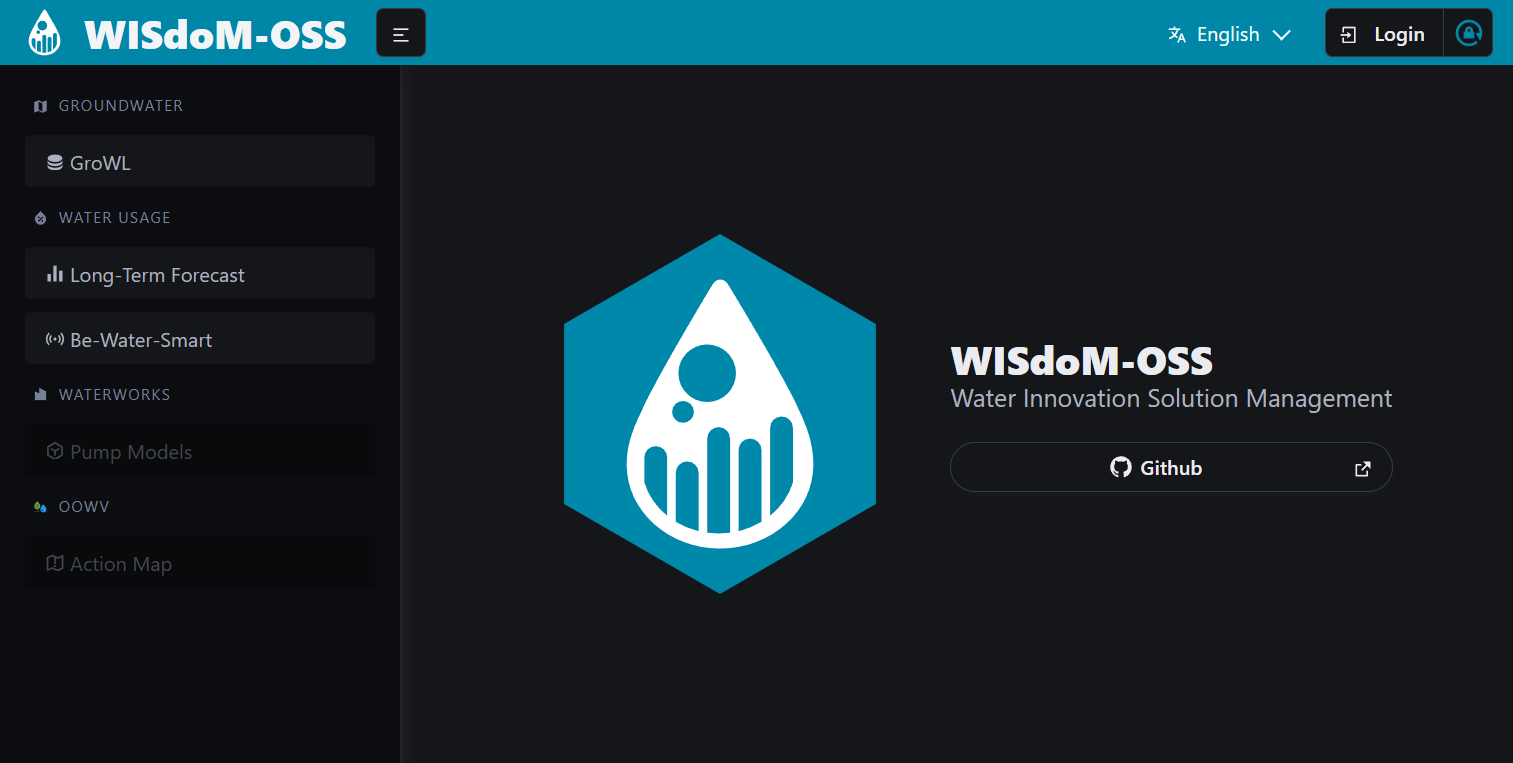 WISdoM-OSS
English
Login
GROUNDWATER
GroWL
WATER USAGE
Long-Term Forecast
Be-Water-Smart
WATERWORKS
Pump Models
OOWV
Action Map
WISdoM-OSS
Water Innovation Solution Management
Github